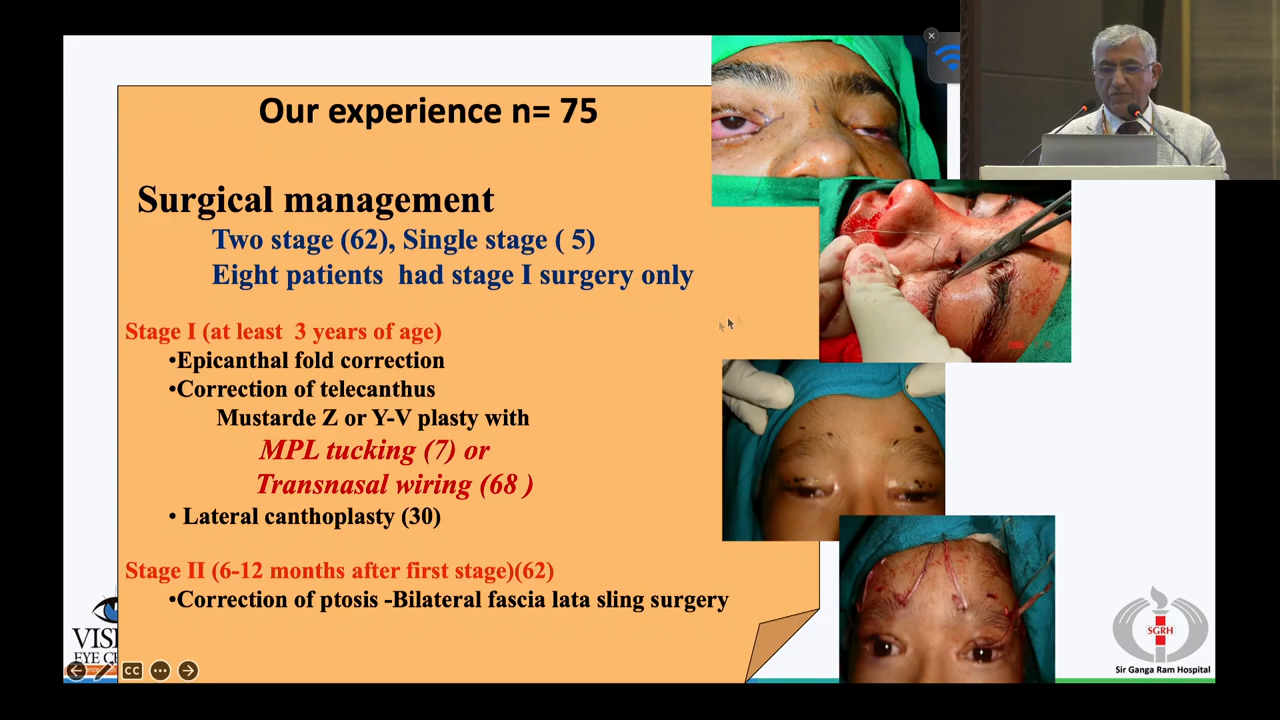 Our experience n= 75
Surgical management
Two stage (62), Single stage ( 5)
Eight patients had stage I surgery only
Stage I (at least 3 years of age)
•Epicanthal fold correction
•Correction of telecanthus
Mustarde Z or Y-V plasty with
MPL tucking (7) or
Transnasal wiring (68 )
• Lateral canthoplasty (30)
Stage II (6-12 months after first stage)(62)
•Correction of ptosis -Bilateral fascia lata sling surgery
EYE
CC
SGRH
Sir Ganga Ram Hospital